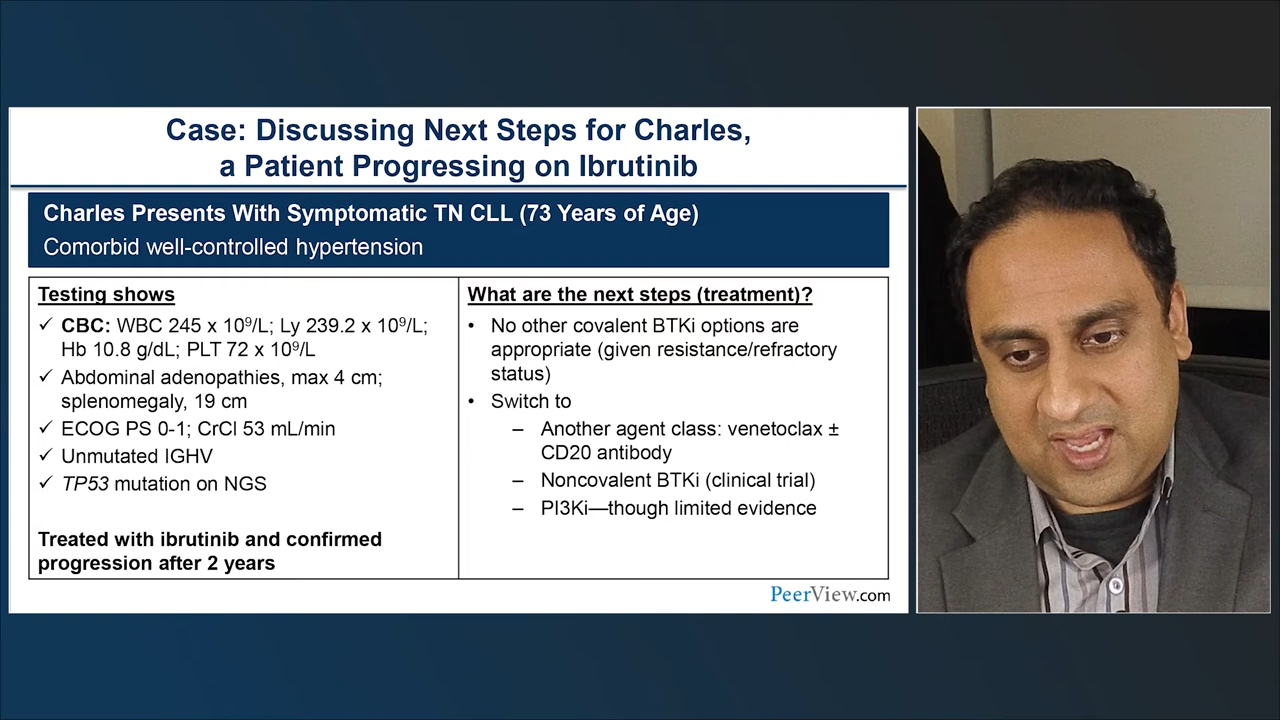 Case: Discussing Next Steps for Charles,
a Patient Progressing on Ibrutinib
Charles Presents With Symptomatic TN CLL (73 Years of Age)
Comorbid well-controlled hypertension
Testing shows
✓ CBC: WBC 245 x 10⁹/L; Ly 239.2 x 10⁹/L;
Hb 10.8 g/dL; PLT 72 x 10⁹/L
✓ Abdominal adenopathies, max 4 cm;
splenomegaly, 19 cm
✓ ECOG PS 0-1; CrCl 53 mL/min
✓ Unmutated IGHV
✓ TP53 mutation on NGS
Treated with ibrutinib and confirmed
progression after 2 years
What are the next steps (treatment)?
• No other covalent BTKi options are
appropriate (given resistance/refractory
status)
• Switch to
– Another agent class: venetoclax ±
CD20 antibody
– Noncovalent BTKi (clinical trial)
– PI3Ki—though limited evidence
PeerView.com